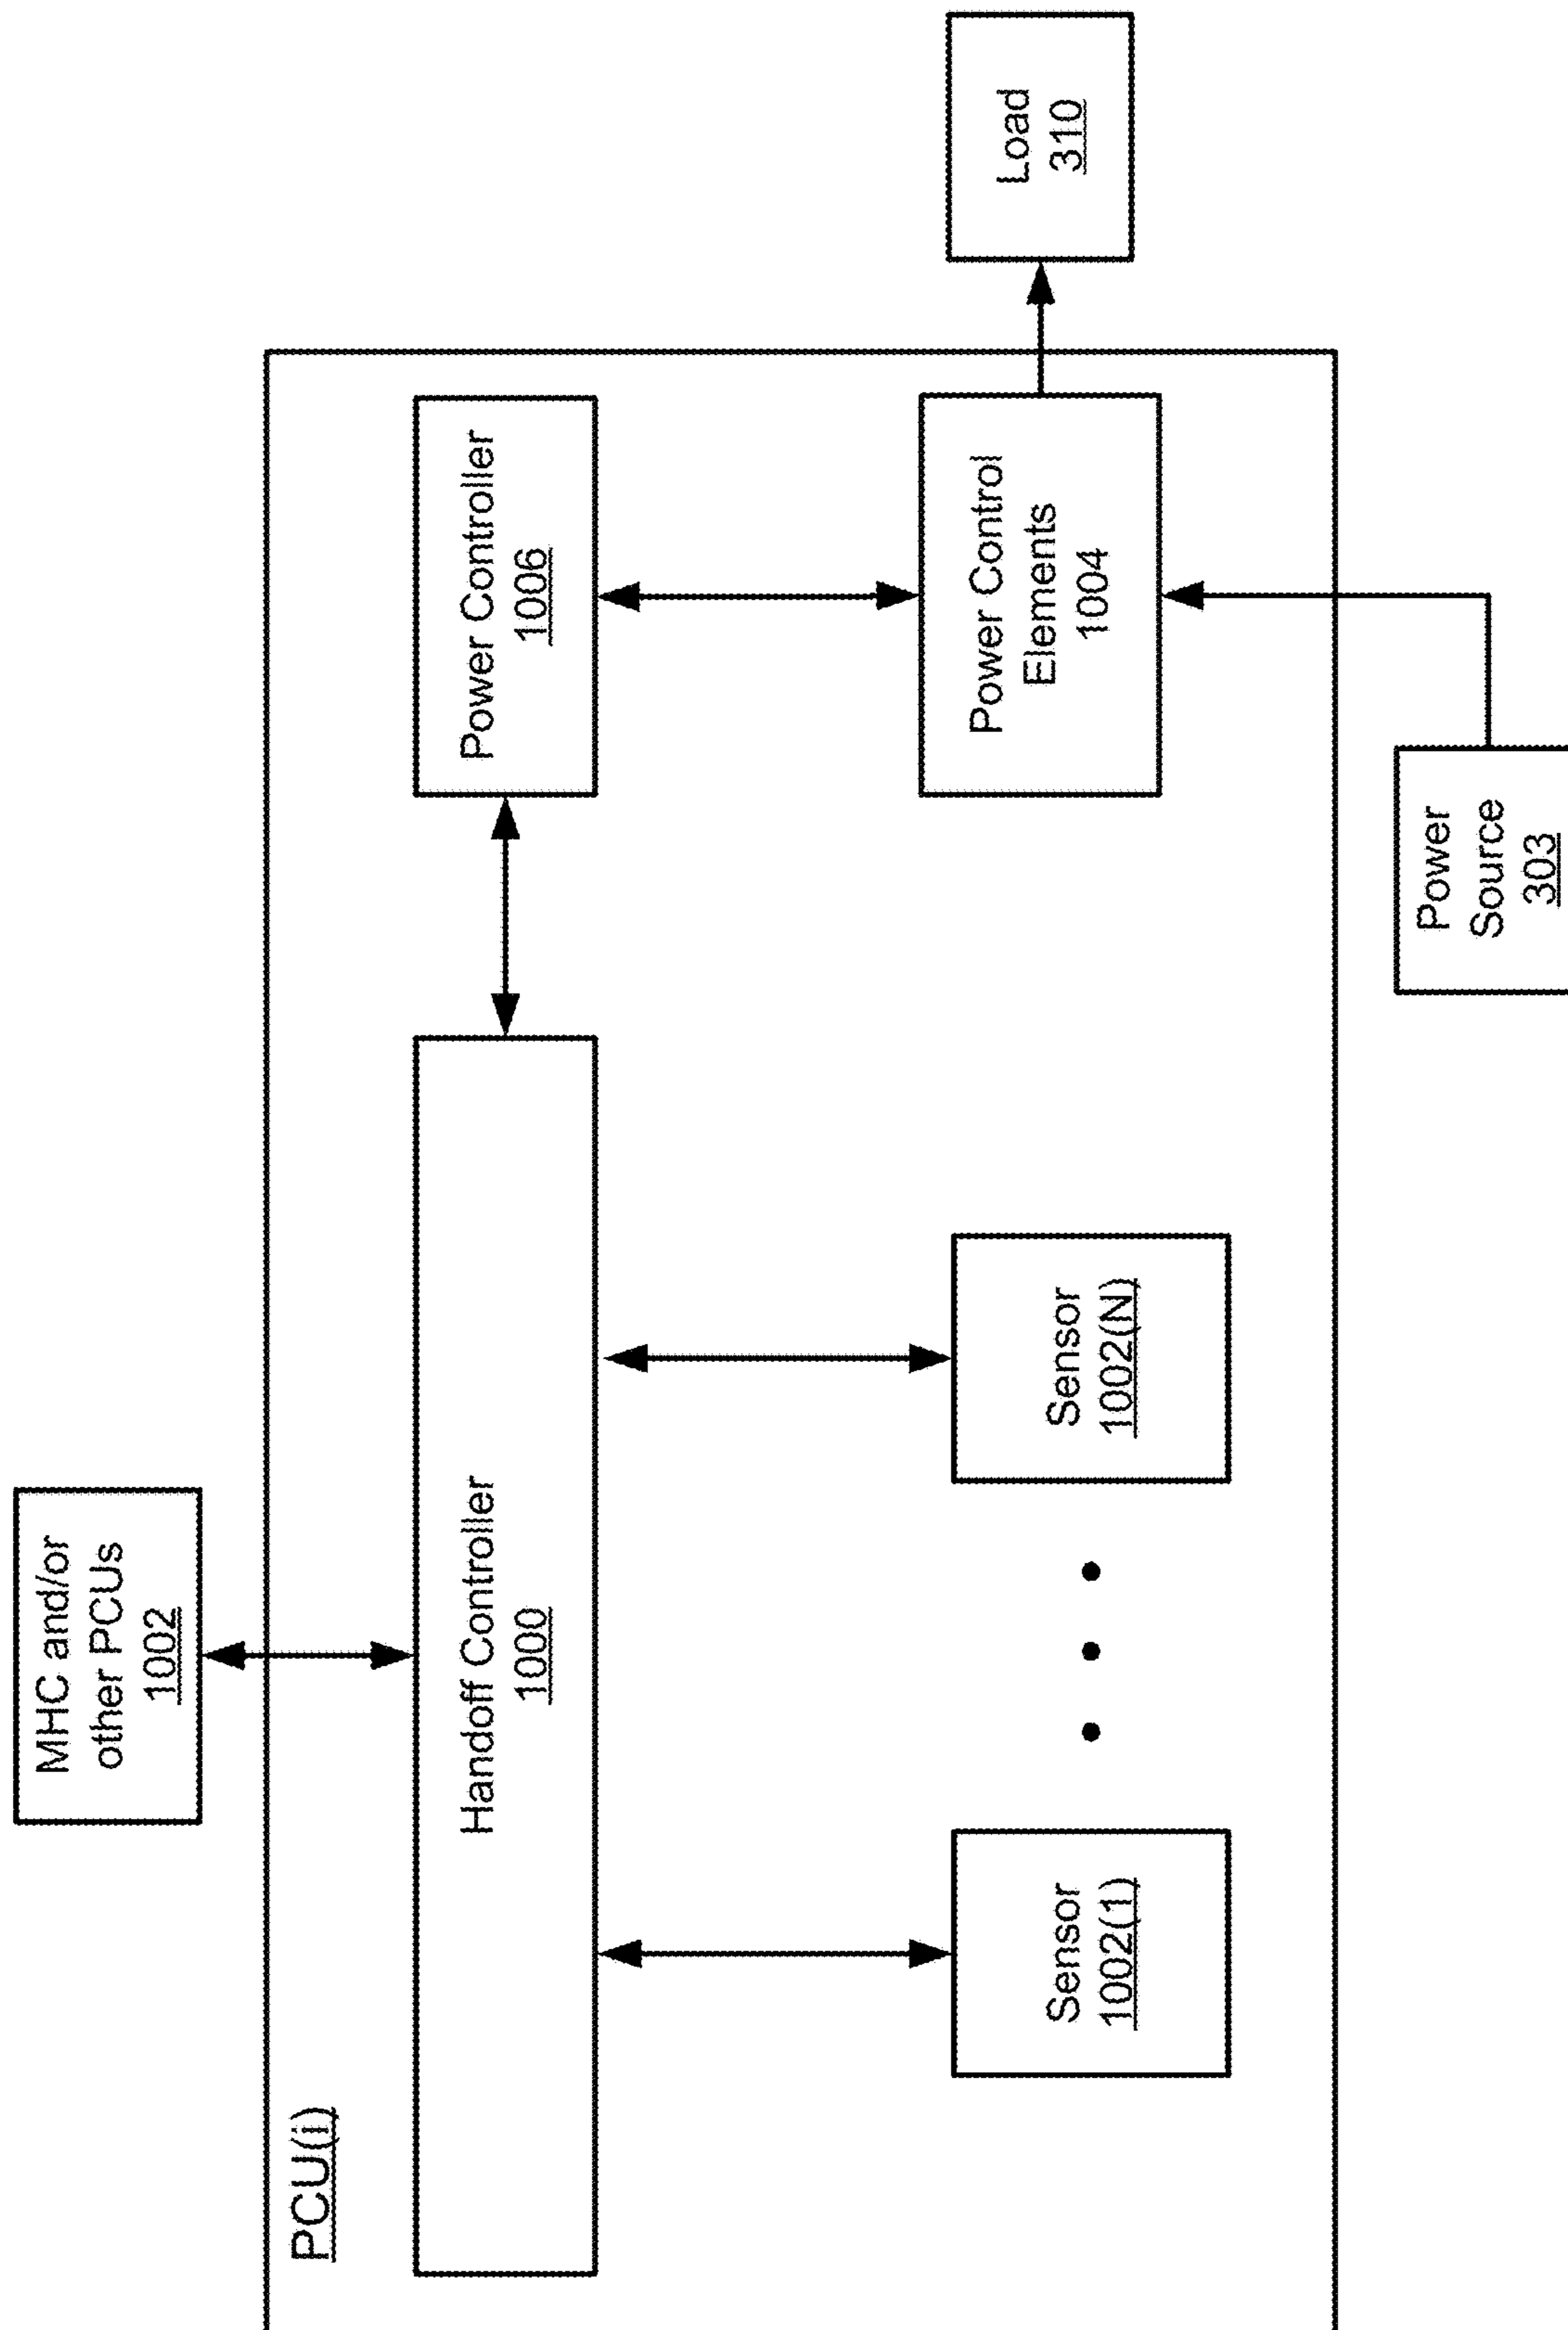 MHC and/or
other PCUs
1002
PCU(i)
Handoff Controller
1000
Power Controller
1006
Sensor
1002(1)
Sensor
1002(N)
Power Control
Elements
1004
Load
310
Power
Source
303